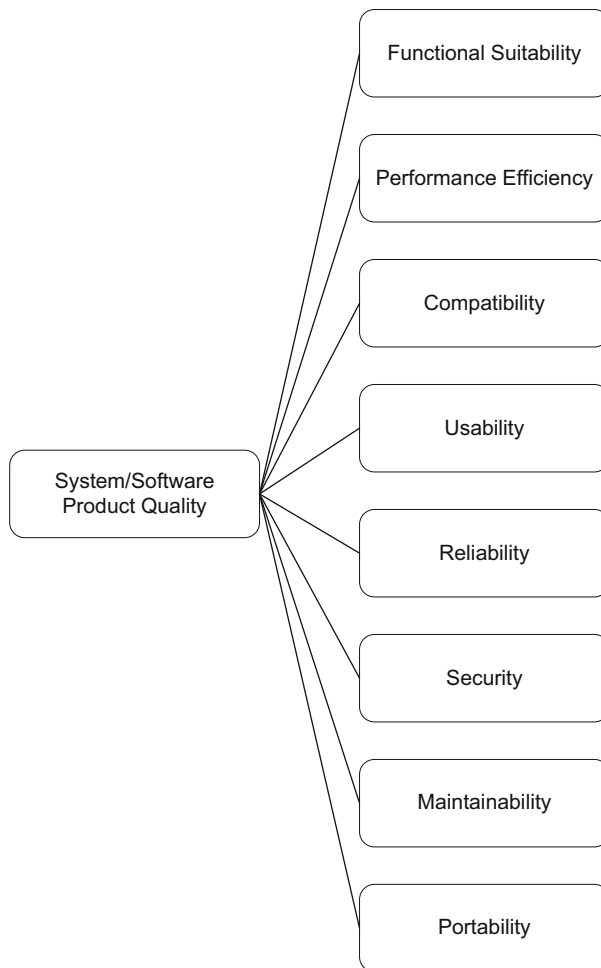 Functional Suitability
Performance Efficiency
Compatibility
Usability
System/Software
Product Quality
Reliability
Security
Maintainability
Portability